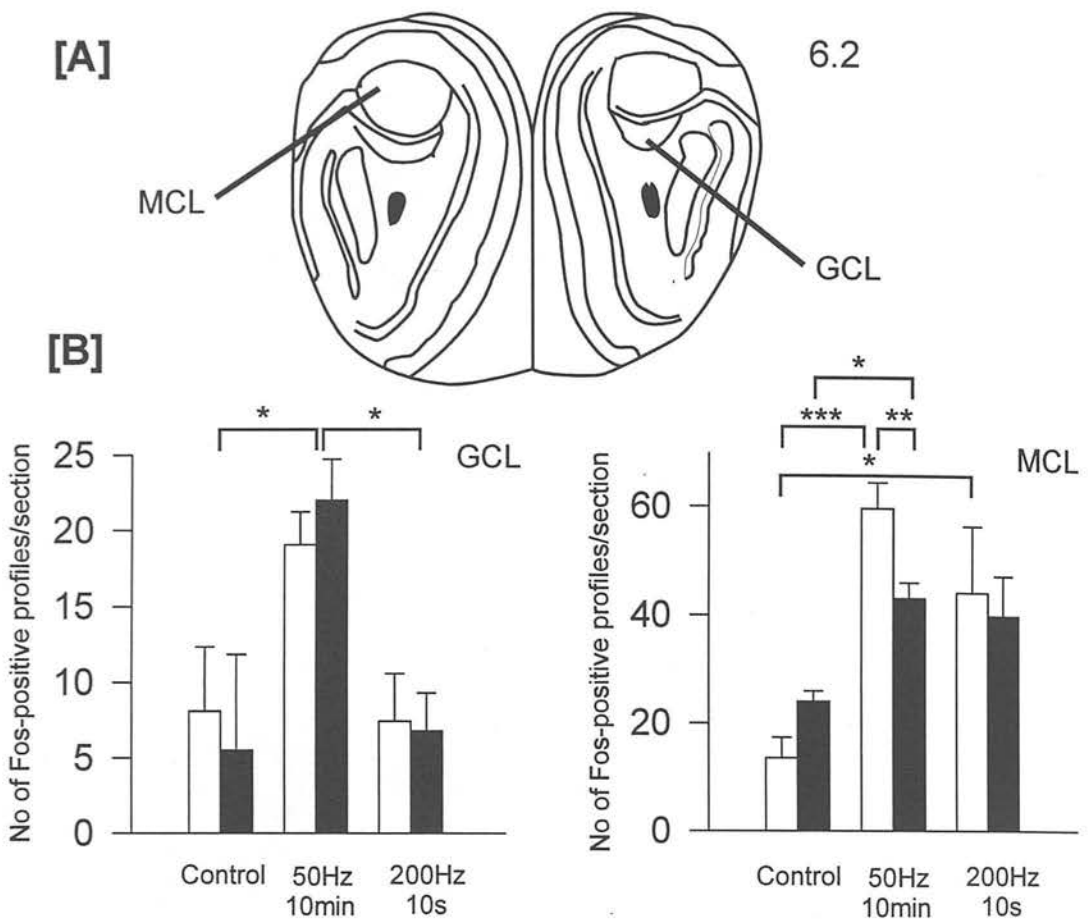 [A]
6.2
MCL
GCL
[B]
No of Fos-positive profiles/section
25
20
15
10
5
0
* *
GCL
Control 50Hz 200Hz
10min 10s
No of Fos-positive profiles/section
60
40
20
0
*
*** **
*
MCL
Control 50Hz 200Hz
10min 10s